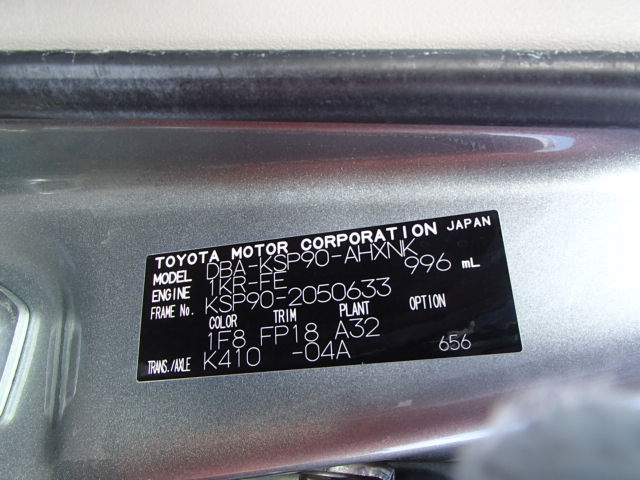 TOYOTA MOTOR CORPORATION JAPAN
MODEL DBA-KSP90-AHXNK
ENGINE 1KR-FE 996 mL
FRAME No. KSP90-2050633
COLOR TRIM PLANT OPTION
1F8 FP18 A32
TRANS./AXLE K410 -04A 656